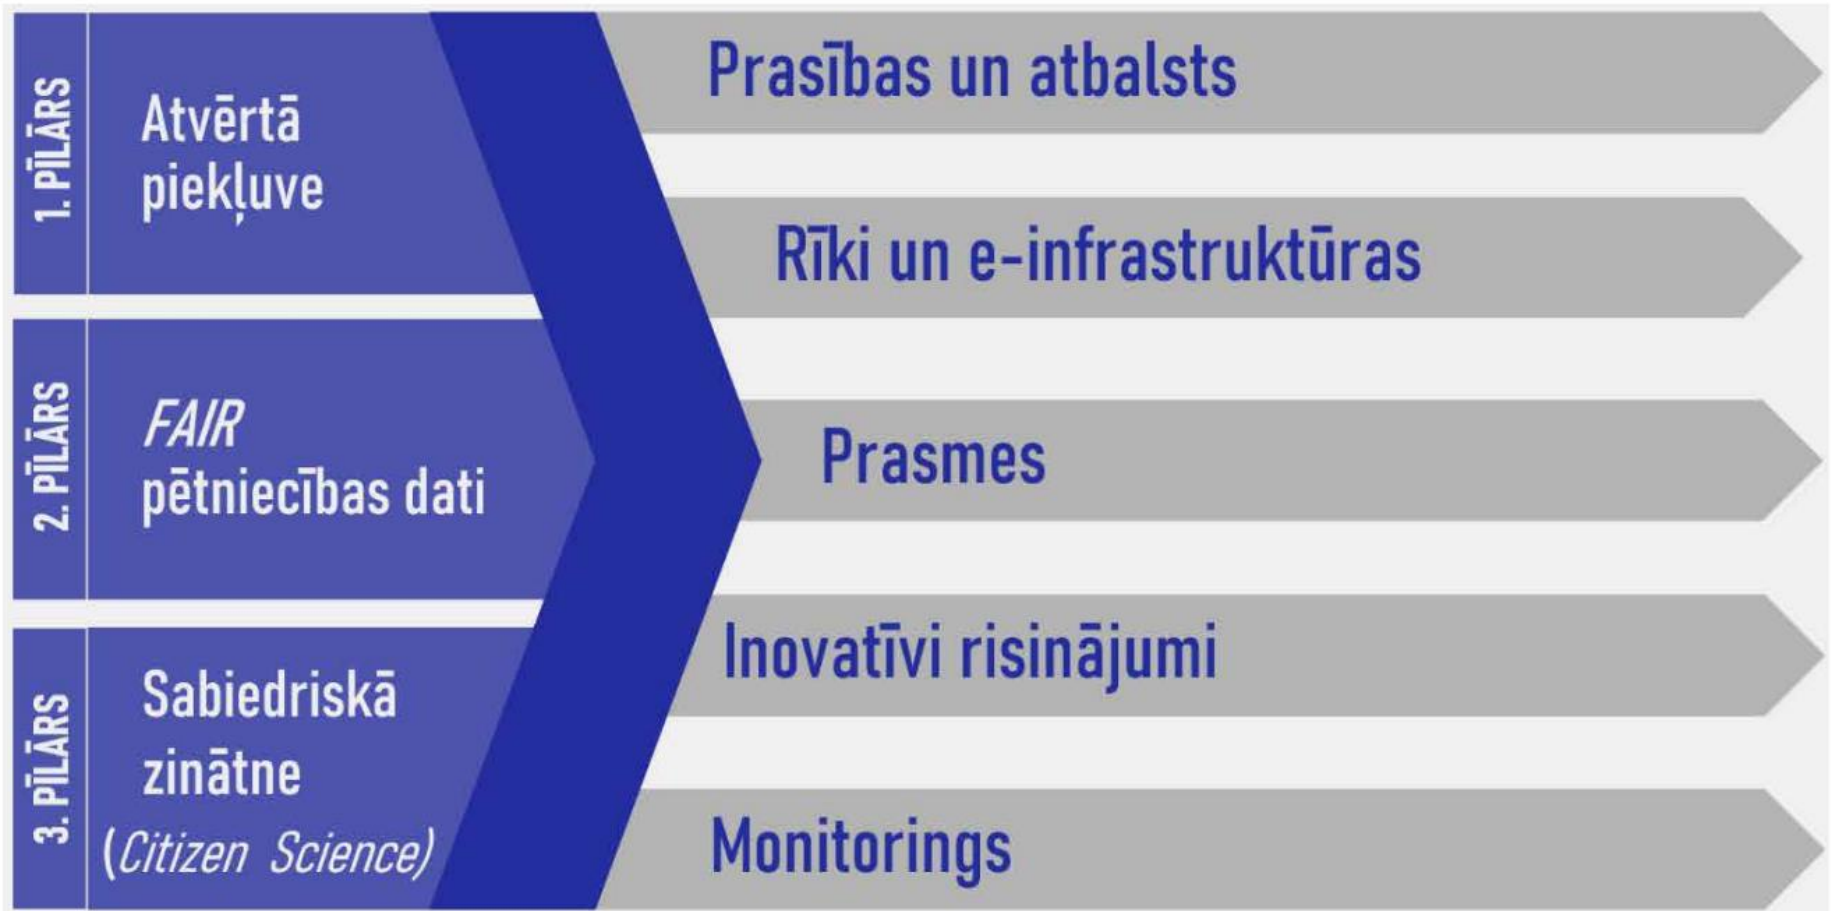 1. PĪLĀRS
Atvērtā
piekļuve
2. PĪLĀRS
FAIR
pētniecības dati
3. PĪLĀRS
Sabiedriskā
zinātne
(Citizen Science)
Prasības un atbalsts
Rīki un e-infrastruktūras
Prasmes
Inovatīvi risinājumi
Monitorings